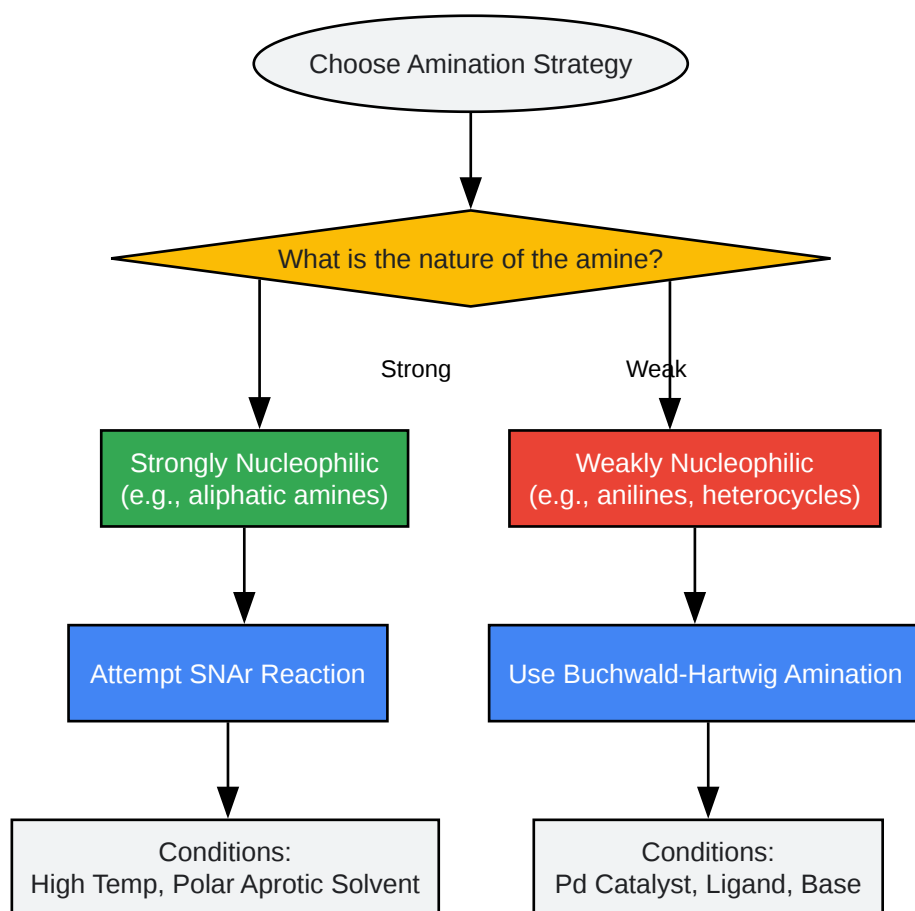 Choose Amination Strategy
What is the nature of the amine?
Strong
Weak
Strongly Nucleophilic
(e.g., aliphatic amines)
Weakly Nucleophilic
(e.g., anilines, heterocycles)
Attempt SNAr Reaction
Use Buchwald-Hartwig Amination
Conditions:
High Temp, Polar Aprotic Solvent
Conditions:
Pd Catalyst, Ligand, Base